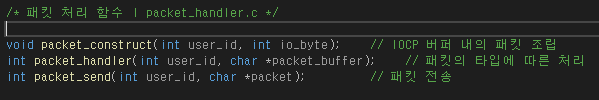 /* 패킷 처리 함수 | packet_handler.c */
void packet_construct(int user_id, int io_byte);    // IOCP 버퍼 내의 패킷 조립
int packet_handler(int user_id, char *packet_buffer);    // 패킷의 타입에 따른 처리
int packet_send(int user_id, char *packet);    // 패킷 전송